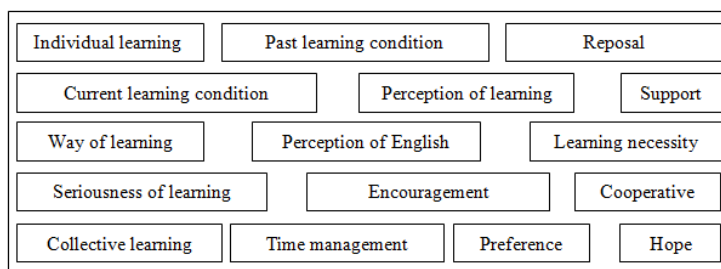 Individual learning Past learning condition Reposal
Current learning condition Perception of learning Support
Way of learning Perception of English Learning necessity
Seriousness of learning Encouragement Cooperative
Collective learning Time management Preference Hope